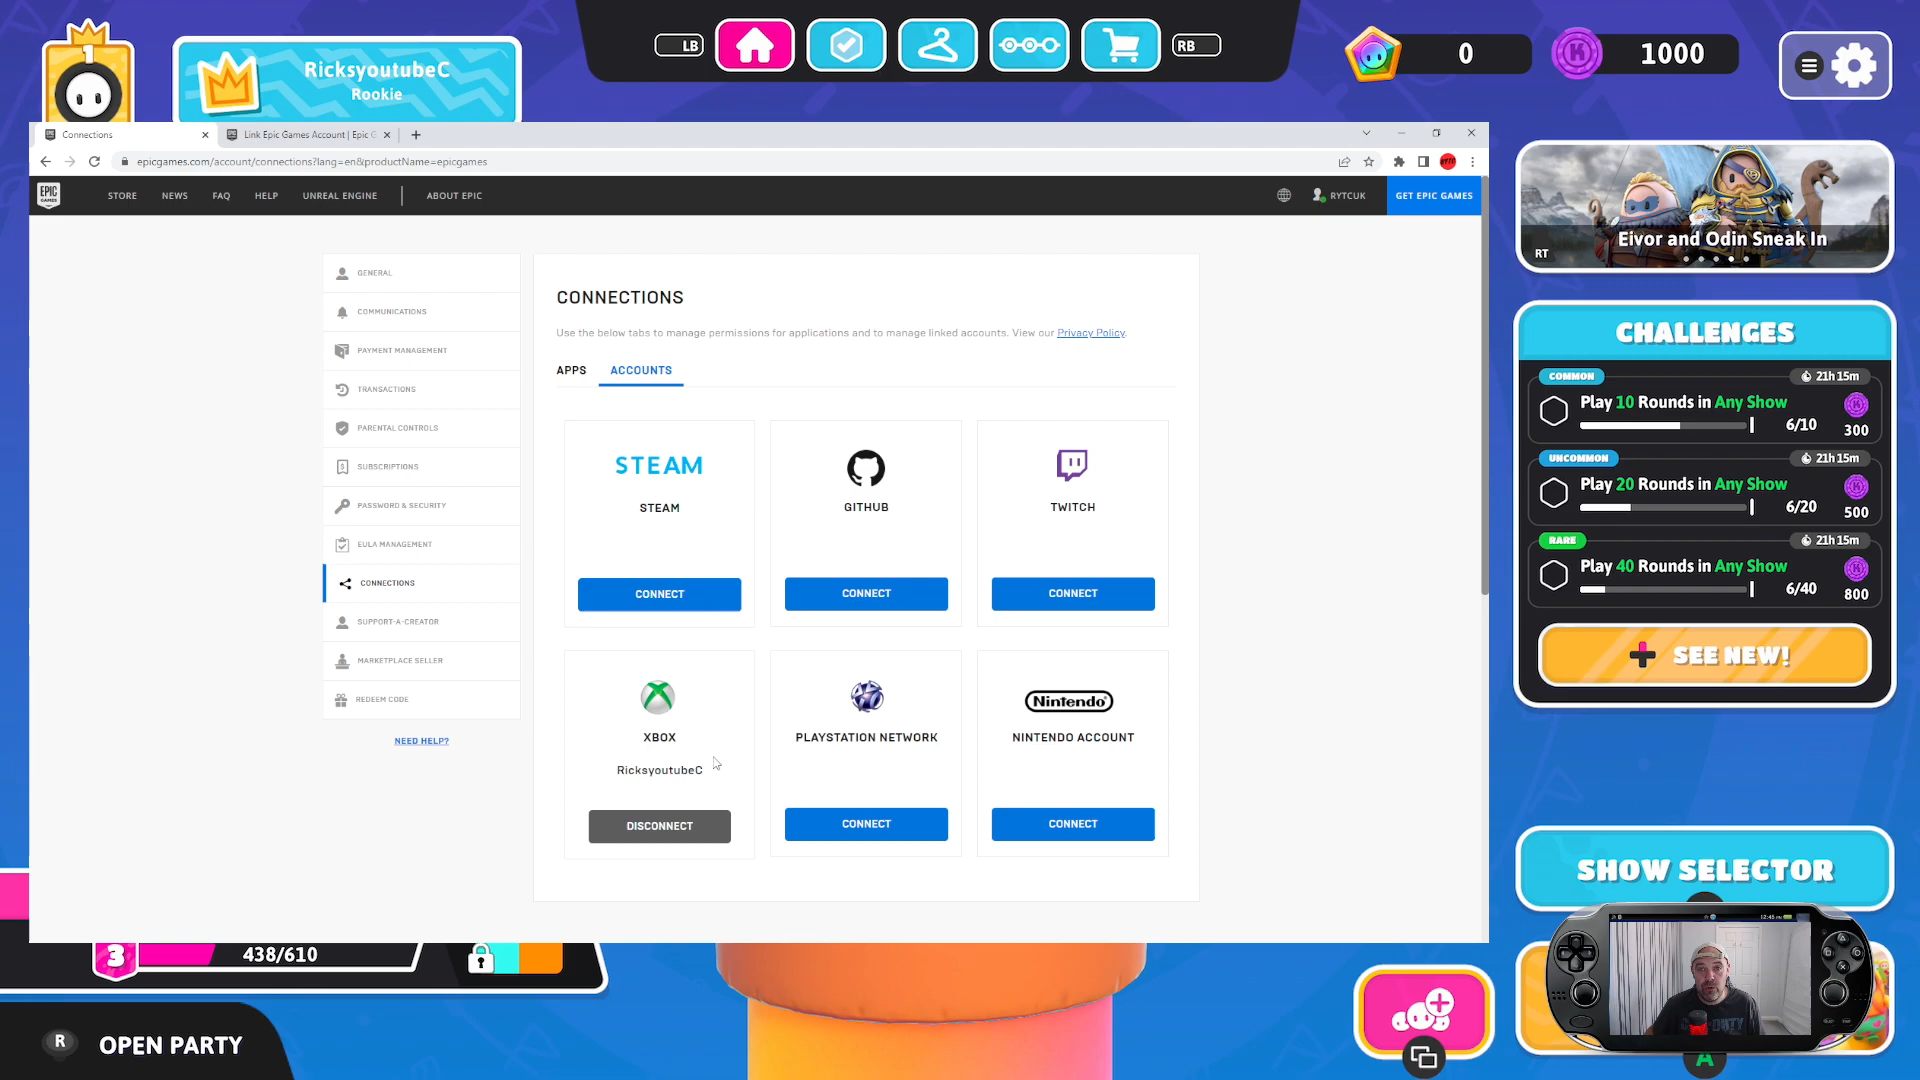 1
RicksyoutubeC
Rookie
LB
RB
0
K
1000
Connections
Link Epic Games Account | Epic G
epicgames.com/account/connections?lang=en&productName=epicgames
EPIC
GAMES
STORE
NEWS
FAQ
HELP
UNREAL ENGINE
ABOUT EPIC
RYTCUK
GET EPIC GAMES
GENERAL
COMMUNICATIONS
PAYMENT MANAGEMENT
TRANSACTIONS
PARENTAL CONTROLS
SUBSCRIPTIONS
PASSWORD & SECURITY
EULA MANAGEMENT
CONNECTIONS
SUPPORT-A-CREATOR
MARKETPLACE SELLER
REDEEM CODE
NEED HELP?
CONNECTIONS
Use the below tabs to manage permissions for applications and to manage linked accounts. View our Privacy Policy.
APPS
ACCOUNTS
STEAM
STEAM
CONNECT
GITHUB
CONNECT
TWITCH
CONNECT
XBOX
RicksyoutubeC
DISCONNECT
PLAYSTATION NETWORK
CONNECT
Nintendo
NINTENDO ACCOUNT
CONNECT
Eivor and Odin Sneak In
RT
CHALLENGES
COMMON
21h 15m
Play 10 Rounds in Any Show
6/10
K
300
UNCOMMON
21h 15m
Play 20 Rounds in Any Show
6/20
K
500
RARE
21h 15m
Play 40 Rounds in Any Show
6/40
K
800
SEE NEW!
SHOW SELECTOR
12:45 PM
A
3
438/610
R
OPEN PARTY